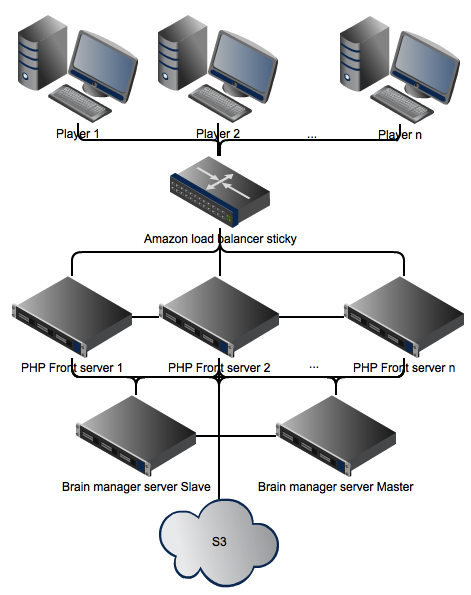 Player 1
Player 2
...
Player n
Amazon load balancer sticky
PHP Front server 1
PHP Front server 2
...
PHP Front server n
Brain manager server Slave
Brain manager server Master
S3